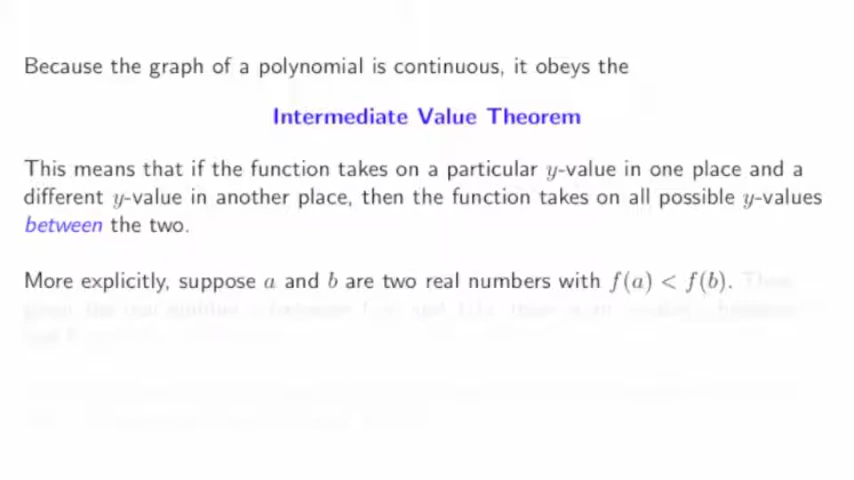 Because the graph of a polynomial is continuous, it obeys the
Intermediate Value Theorem
This means that if the function takes on a particular y-value in one place and a
different y-value in another place, then the function takes on all possible y-values
between the two.
More explicitly, suppose a and b are two real numbers with f(a) < f(b).